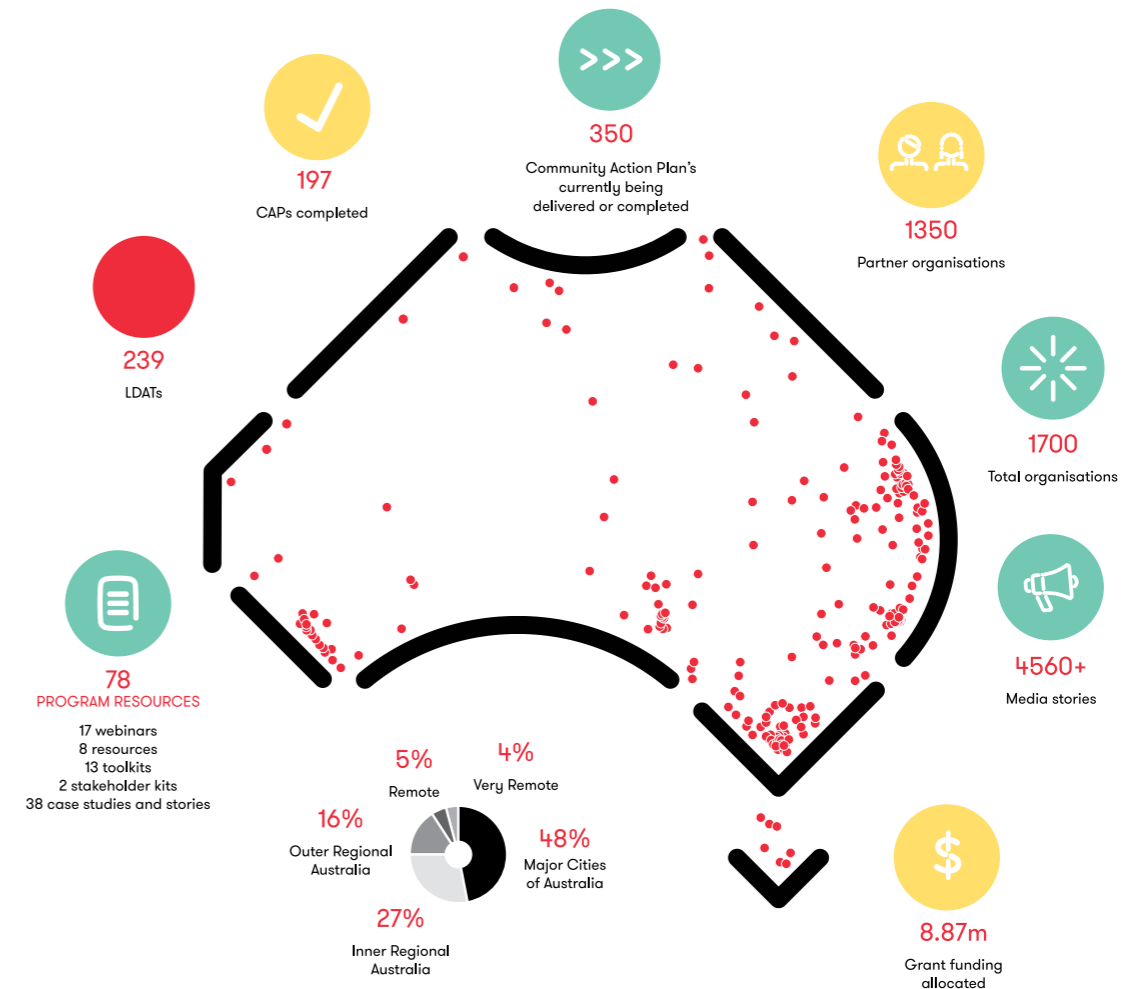 350
Community Action Plan's
currently being
delivered or completed
197
CAPs completed
1350
Partner organisations
239
LDATs
1700
Total organisations
4560+
Media stories
78
PROGRAM RESOURCES
17 webinars
8 resources
13 toolkits
2 stakeholder kits
38 case studies and stories
5%
Remote
4%
Very Remote
16%
Outer Regional
Australia
48%
Major Cities
of Australia
27%
Inner Regional
Australia
$
8.87m
Grant funding
allocated